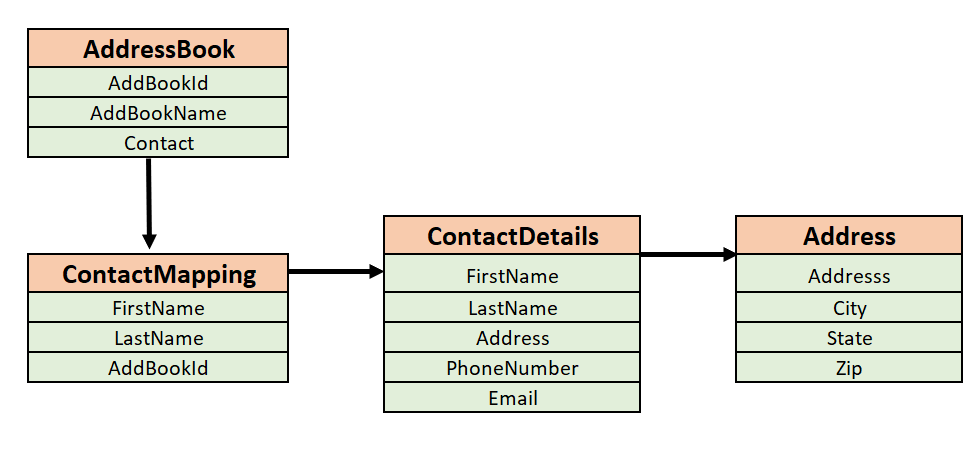 AddressBook
AddBookId
AddBookName
Contact
ContactMapping
FirstName
LastName
AddBookId
ContactDetails
FirstName
LastName
Address
PhoneNumber
Email
Address
Addresss
City
State
Zip